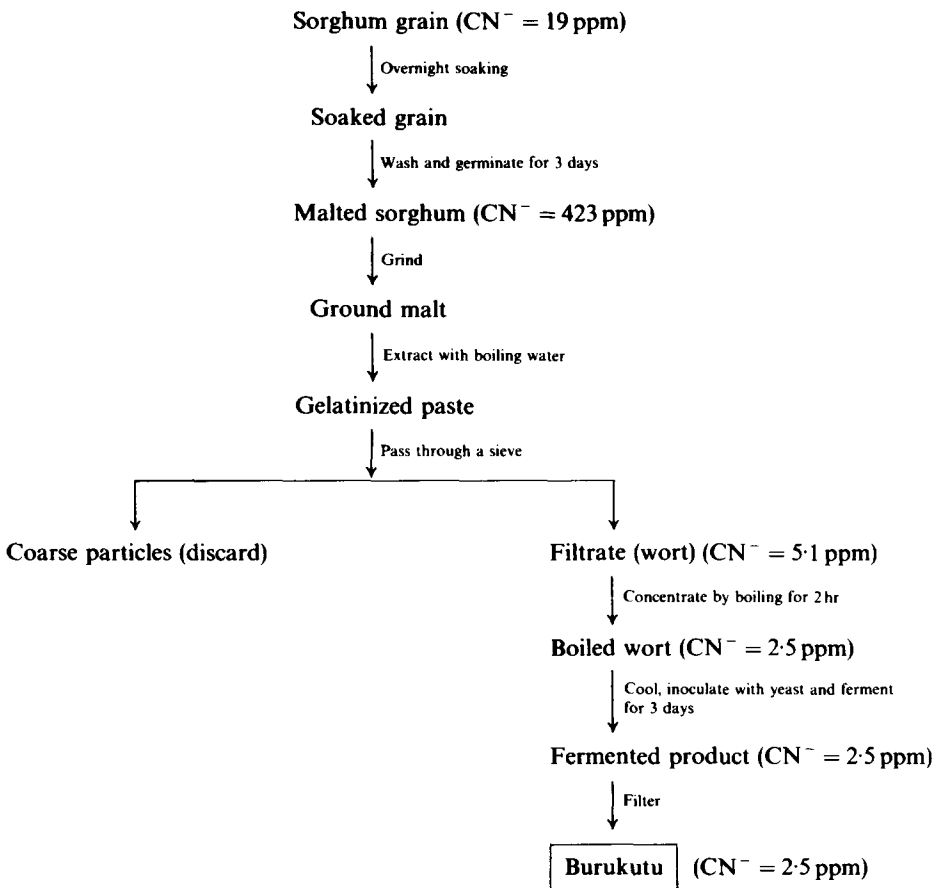 Sorghum grain (CN⁻ = 19 ppm)
Overnight soaking
Soaked grain
Wash and germinate for 3 days
Malted sorghum (CN⁻ = 423 ppm)
Grind
Ground malt
Extract with boiling water
Gelatinized paste
Pass through a sieve
Coarse particles (discard)
Filtrate (wort) (CN⁻ = 5·1 ppm)
Concentrate by boiling for 2 hr
Boiled wort (CN⁻ = 2·5 ppm)
Cool, inoculate with yeast and ferment
for 3 days
Fermented product (CN⁻ = 2·5 ppm)
Filter
Burukutu (CN⁻ = 2·5 ppm)